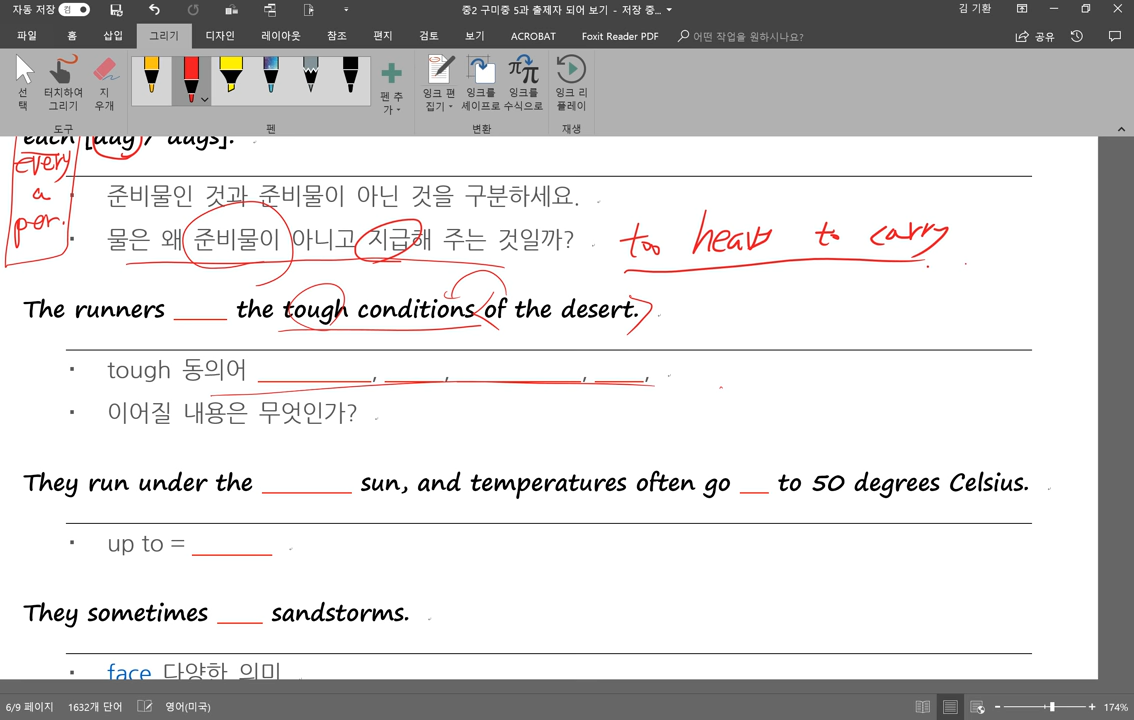 자동 저장 컴 중2 구미중 5과 출제자 되어 보기 - 저장 중... 김 기환
파일 홈 삽입 그리기 디자인 레이아웃 참조 편지 검토 보기 ACROBAT Foxit Reader PDF 어떤 작업을 원하시나요? 공유
선택 터치하여 그리기 지우개 펜 추가 잉크 편집기 잉크를 셰이프로 잉크를 수식으로 잉크 리플레이
도구 펜 변환 재생
each [day / days].
every
a
per.
준비물인 것과 준비물이 아닌 것을 구분하세요.
물은 왜 준비물이 아니고 지급해 주는 것일까? too heavy to carry
The runners ____ the tough conditions of the desert.
tough 동의어 __________, _____, __________, ____,
이어질 내용은 무엇인가?
They run under the _______ sun, and temperatures often go __ to 50 degrees Celsius.
up to = _______
They sometimes ____ sandstorms.
face 다양한 의미
6/9 페이지 1632개 단어 영어(미국) 174%